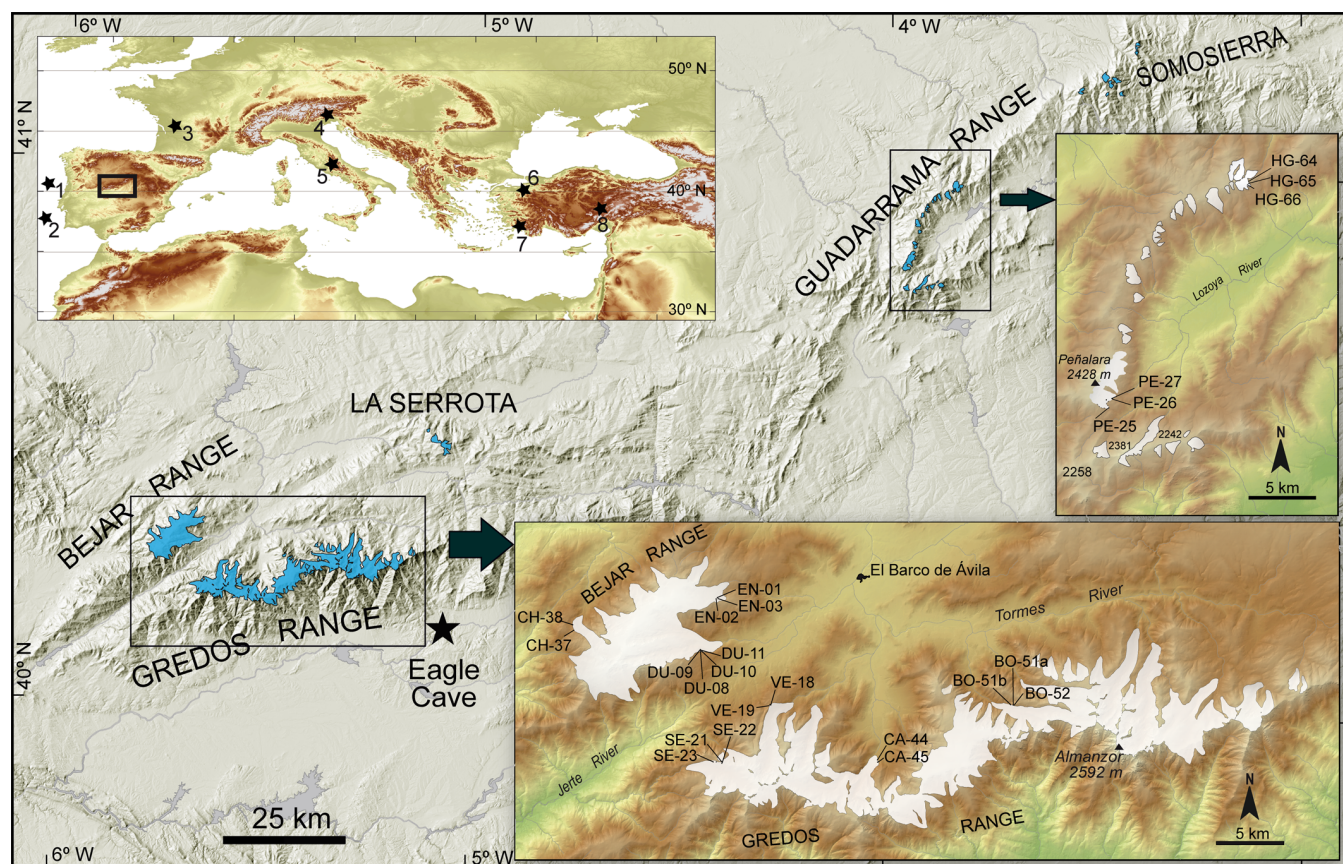 6º W
5º W
4º W
50º N
41º N
40º N
30º N
1
2
3
4
5
6
7
8
SOMOSIERRA
GUADARRAMA RANGE
LA SERROTA
BEJAR RANGE
GREDOS RANGE
Eagle
Cave
40º N
25 km
6º W
5º W
HG-64
HG-65
HG-66
Lozoya River
Peñalara
2428 m
PE-27
PE-26
PE-25
2242
2381
2258
N
5 km
BEJAR RANGE
El Barco de Ávila
EN-01
EN-03
EN-02
CH-38
CH-37
Tormes River
DU-11
DU-09
DU-10
DU-08
BO-51a
BO-51b
BO-52
VE-18
VE-19
SE-22
SE-21
SE-23
CA-44
CA-45
Almanzor
2592 m
Jerte River
GREDOS RANGE
N
5 km